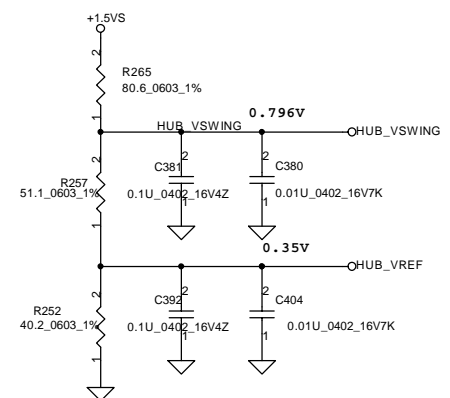 +1.5VS
2
R265
80.6_0603_1%
1
0.796V
HUB_VSWING
HUB_VSWING
2
R257
51.1_0603_1%
1
C381
2
0.1U_0402_16V4Z
1
C380
2
0.01U_0402_16V7K
1
0.35V
HUB_VREF
2
R252
40.2_0603_1%
1
C392
2
0.1U_0402_16V4Z
1
C404
2
0.01U_0402_16V7K
1